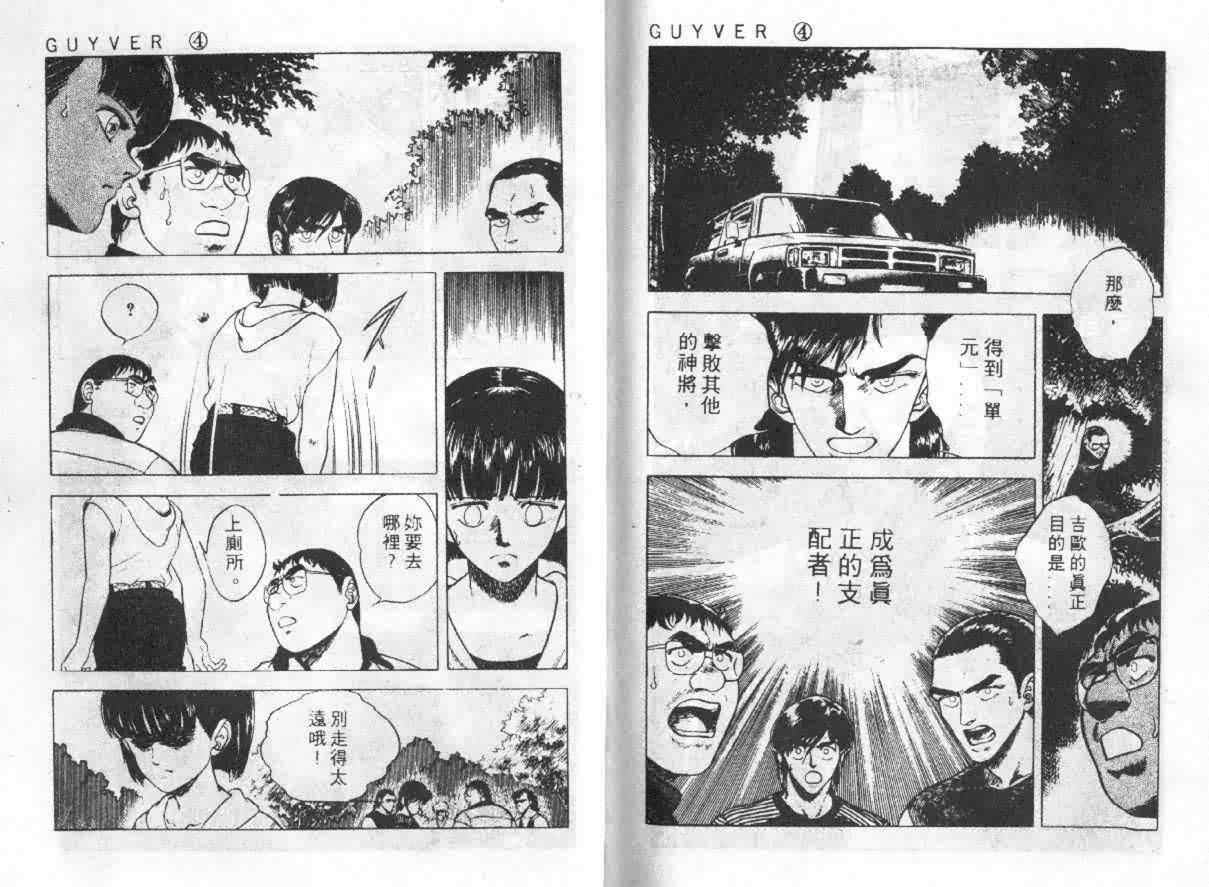 GUYVER ④
那麼，
吉歐的眞正
目的是……
得到「單
元」……
擊敗其他
的神將，
成爲眞
正的支
配者！
GUYVER ④
？
妳要去
哪裡？
上廁所。
別走得太
遠哦！